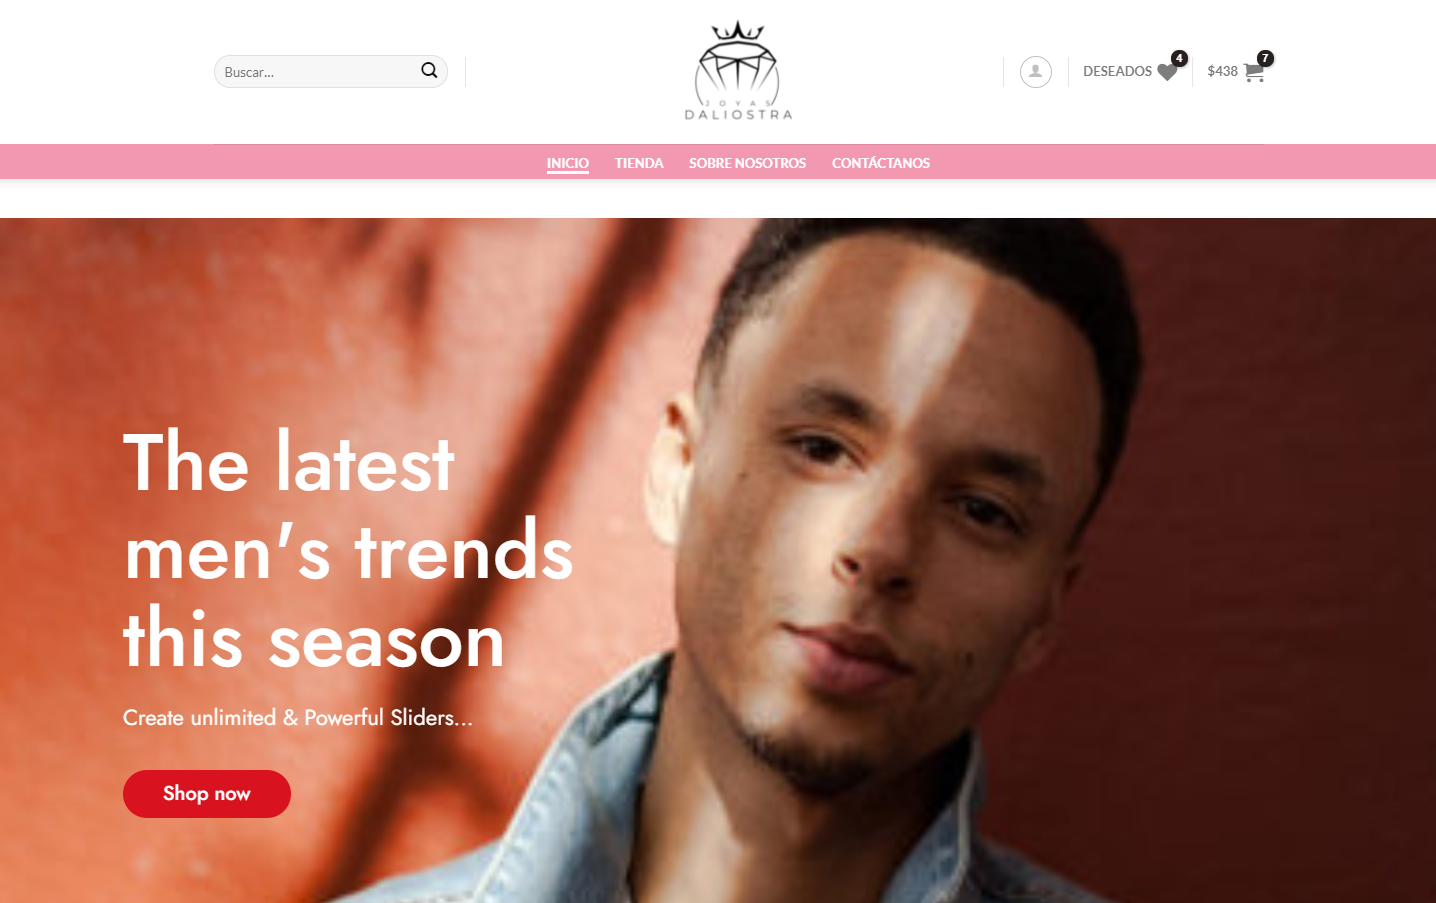 Buscar...
JOYAS
DALIOSTRA
DESEADOS 4
$438 7
INICIO TIENDA SOBRE NOSOTROS CONTÁCTANOS
The latest
men's trends
this season
Create unlimited & Powerful Sliders...
Shop now